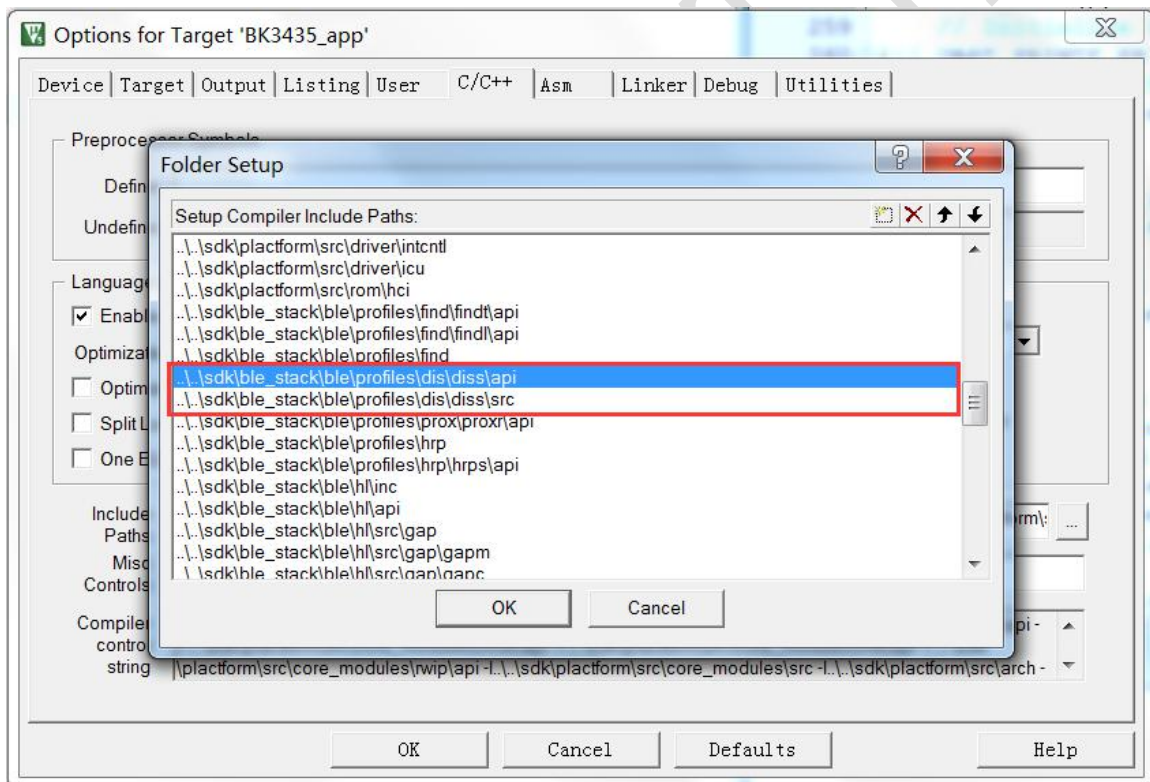 Options for Target 'BK3435_app'
Device Target Output Listing User C/C++ Asm Linker Debug Utilities
Folder Setup
Setup Compiler Include Paths:
..\..\sdk\plactform\src\driver\intcntl
..\..\sdk\plactform\src\driver\icu
..\..\sdk\plactform\src\rom\hci
..\..\sdk\ble_stack\ble\profiles\find\findt\api
..\..\sdk\ble_stack\ble\profiles\find\findl\api
..\..\sdk\ble_stack\ble\profiles\find
..\..\sdk\ble_stack\ble\profiles\dis\diss\api
..\..\sdk\ble_stack\ble\profiles\dis\diss\src
..\..\sdk\ble_stack\ble\profiles\prox\proxr\api
..\..\sdk\ble_stack\ble\profiles\hrp
..\..\sdk\ble_stack\ble\profiles\hrp\hrps\api
..\..\sdk\ble_stack\ble\hl\inc
..\..\sdk\ble_stack\ble\hl\api
..\..\sdk\ble_stack\ble\hl\src\gap
..\..\sdk\ble_stack\ble\hl\src\gap\gapm
..\..\sdk\ble_stack\ble\hl\src\gap\gapc
OK Cancel
Preprocessor Symbols
Defin
Undefin
Language
Enabl
Optimizat
Optim
Split L
One E
Include
Paths
rm\: ...
Misc
Controls
Compiler
control
string
pi -
\plactform\src\core_modules\rwip\api -I..\..\sdk\plactform\src\core_modules\src -I..\..\sdk\plactform\src\arch -
OK Cancel Defaults Help